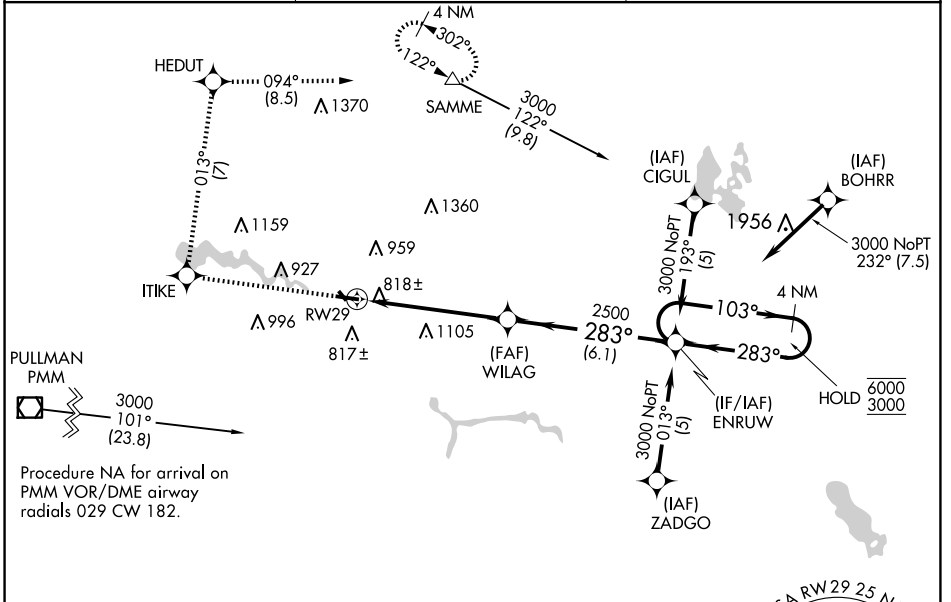 4 NM
302°
122°
HEDUT
094°
(8.5)
1370
SAMME
3000
122°
(9.8)
013°
(7)
(IAF)
CIGUL
(IAF)
BOHRR
1956
3000 NoPT
232° (7.5)
1360
1159
959
927
ITIKE
818±
RW29
996
817±
1105
(FAF)
WILAG
2500
283°
(6.1)
3000 NoPT
193°
(5)
4 NM
103°
283°
HOLD 6000
3000
(IF/IAF)
ENRUW
PULLMAN
PMM
3000
101°
(23.8)
3000 NoPT
013°
(5)
(IAF)
ZADGO
Procedure NA for arrival on
PMM VOR/DME airway
radials 029 CW 182.
RW29 25